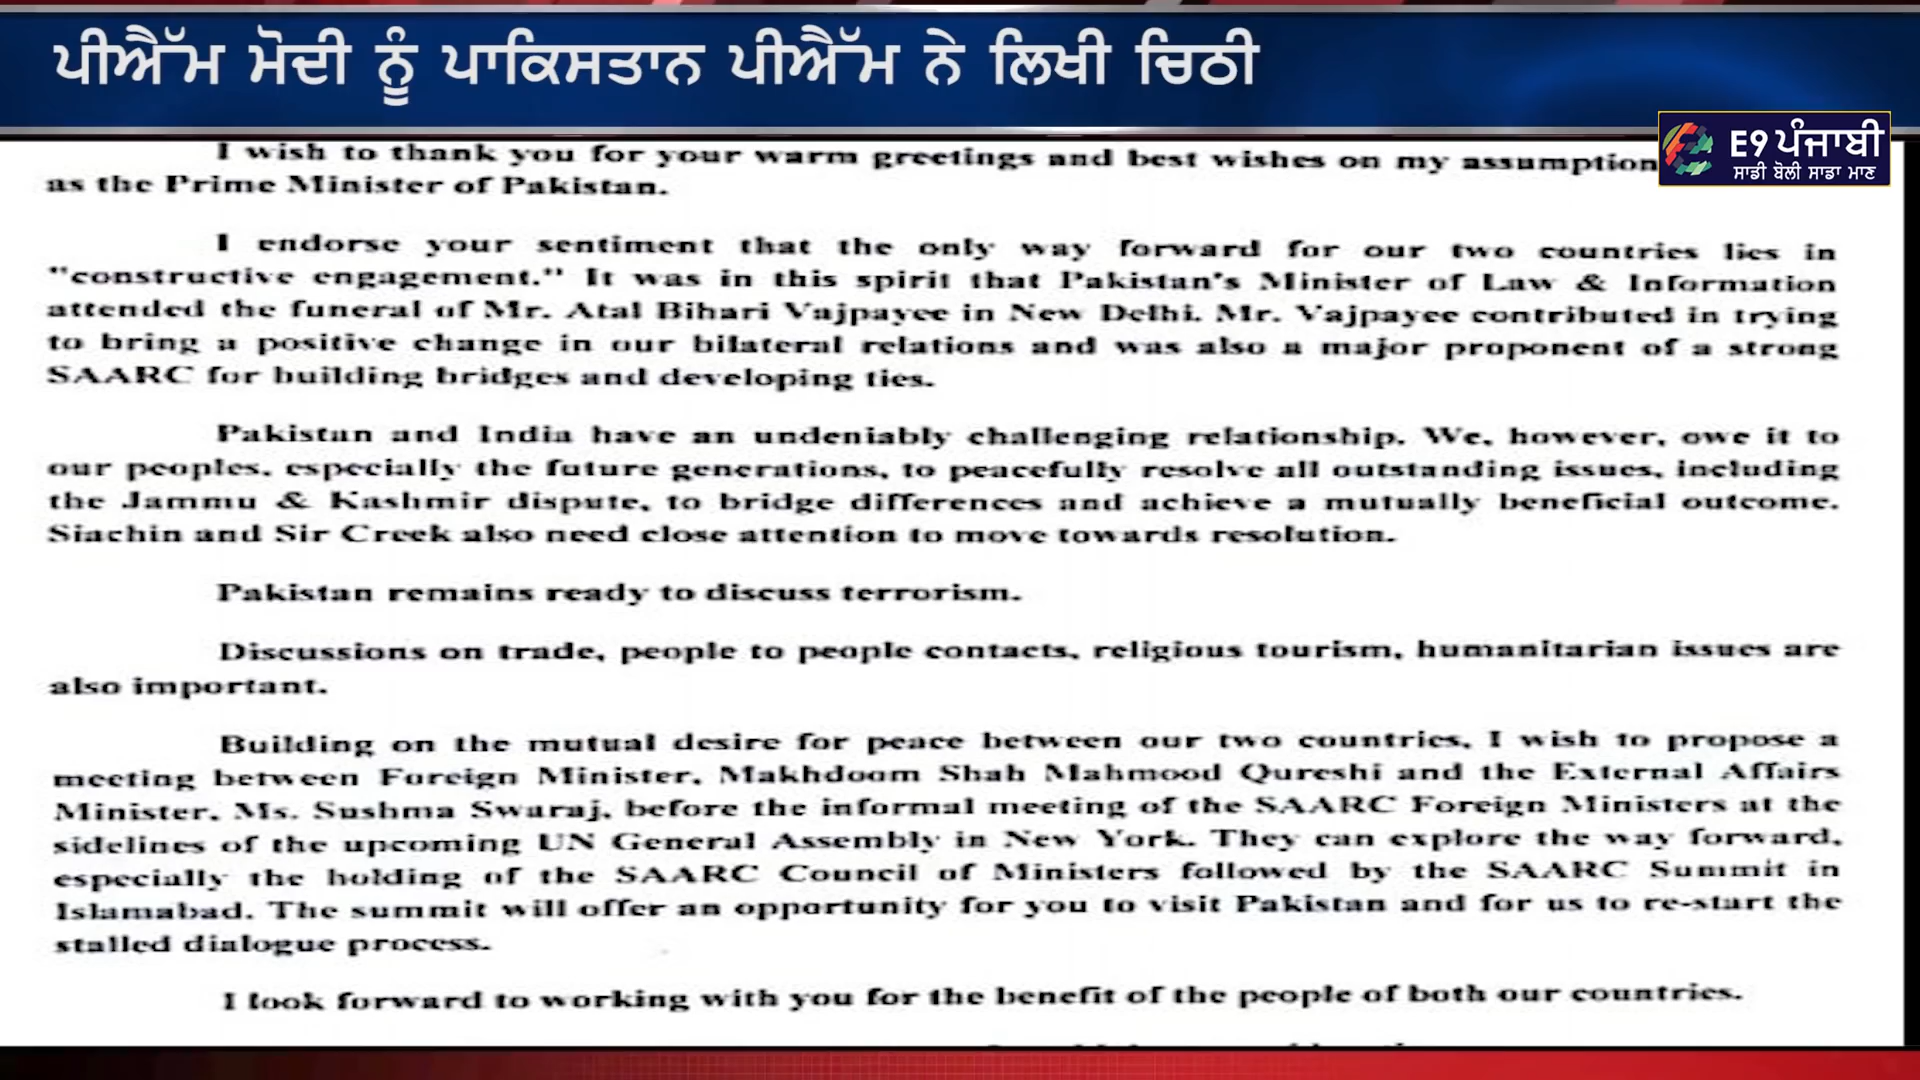 ਪੀਐੱਮ ਮੋਦੀ ਨੂੰ ਪਾਕਿਸਤਾਨ ਪੀਐੱਮ ਨੇ ਲਿਖੀ ਚਿਠੀ
E9 ਪੰਜਾਬੀ
ਸਾਡੀ ਬੋਲੀ ਸਾਡਾ ਮਾਣ
I wish to thank you for your warm greetings and best wishes on my assumption
as the Prime Minister of Pakistan.
I endorse your sentiment that the only way forward for our two countries lies in
"constructive engagement." It was in this spirit that Pakistan's Minister of Law & Information
attended the funeral of Mr. Atal Bihari Vajpayee in New Delhi. Mr. Vajpayee contributed in trying
to bring a positive change in our bilateral relations and was also a major proponent of a strong
SAARC for building bridges and developing ties.
Pakistan and India have an undeniably challenging relationship. We, however, owe it to
our peoples, especially the future generations, to peacefully resolve all outstanding issues, including
the Jammu & Kashmir dispute, to bridge differences and achieve a mutually beneficial outcome.
Siachin and Sir Creek also need close attention to move towards resolution.
Pakistan remains ready to discuss terrorism.
Discussions on trade, people to people contacts, religious tourism, humanitarian issues are
also important.
Building on the mutual desire for peace between our two countries, I wish to propose a
meeting between Foreign Minister, Makhdoom Shah Mahmood Qureshi and the External Affairs
Minister, Ms. Sushma Swaraj, before the informal meeting of the SAARC Foreign Ministers at the
sidelines of the upcoming UN General Assembly in New York. They can explore the way forward,
especially the holding of the SAARC Council of Ministers followed by the SAARC Summit in
Islamabad. The summit will offer an opportunity for you to visit Pakistan and for us to re-start the
stalled dialogue process.
I look forward to working with you for the benefit of the people of both our countries.